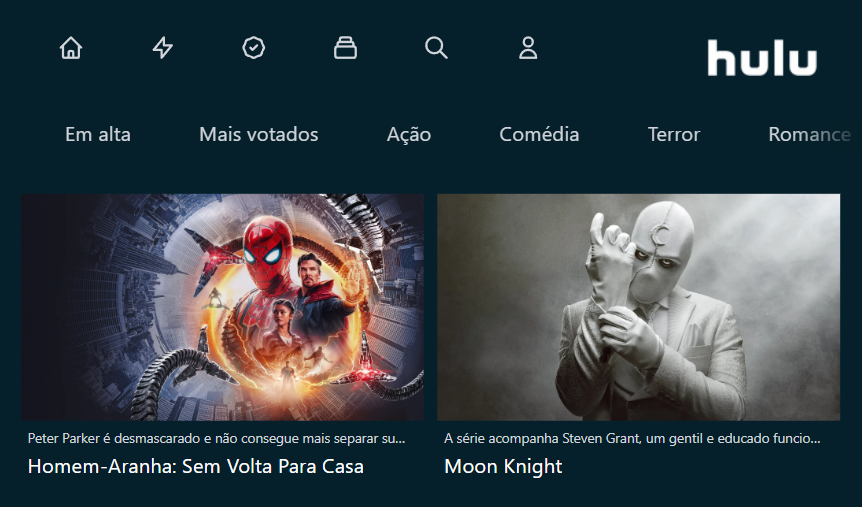 hulu
Em alta Mais votados Ação Comédia Terror Romance
Peter Parker é desmascarado e não consegue mais separar su...
Homem-Aranha: Sem Volta Para Casa
A série acompanha Steven Grant, um gentil e educado funcio...
Moon Knight